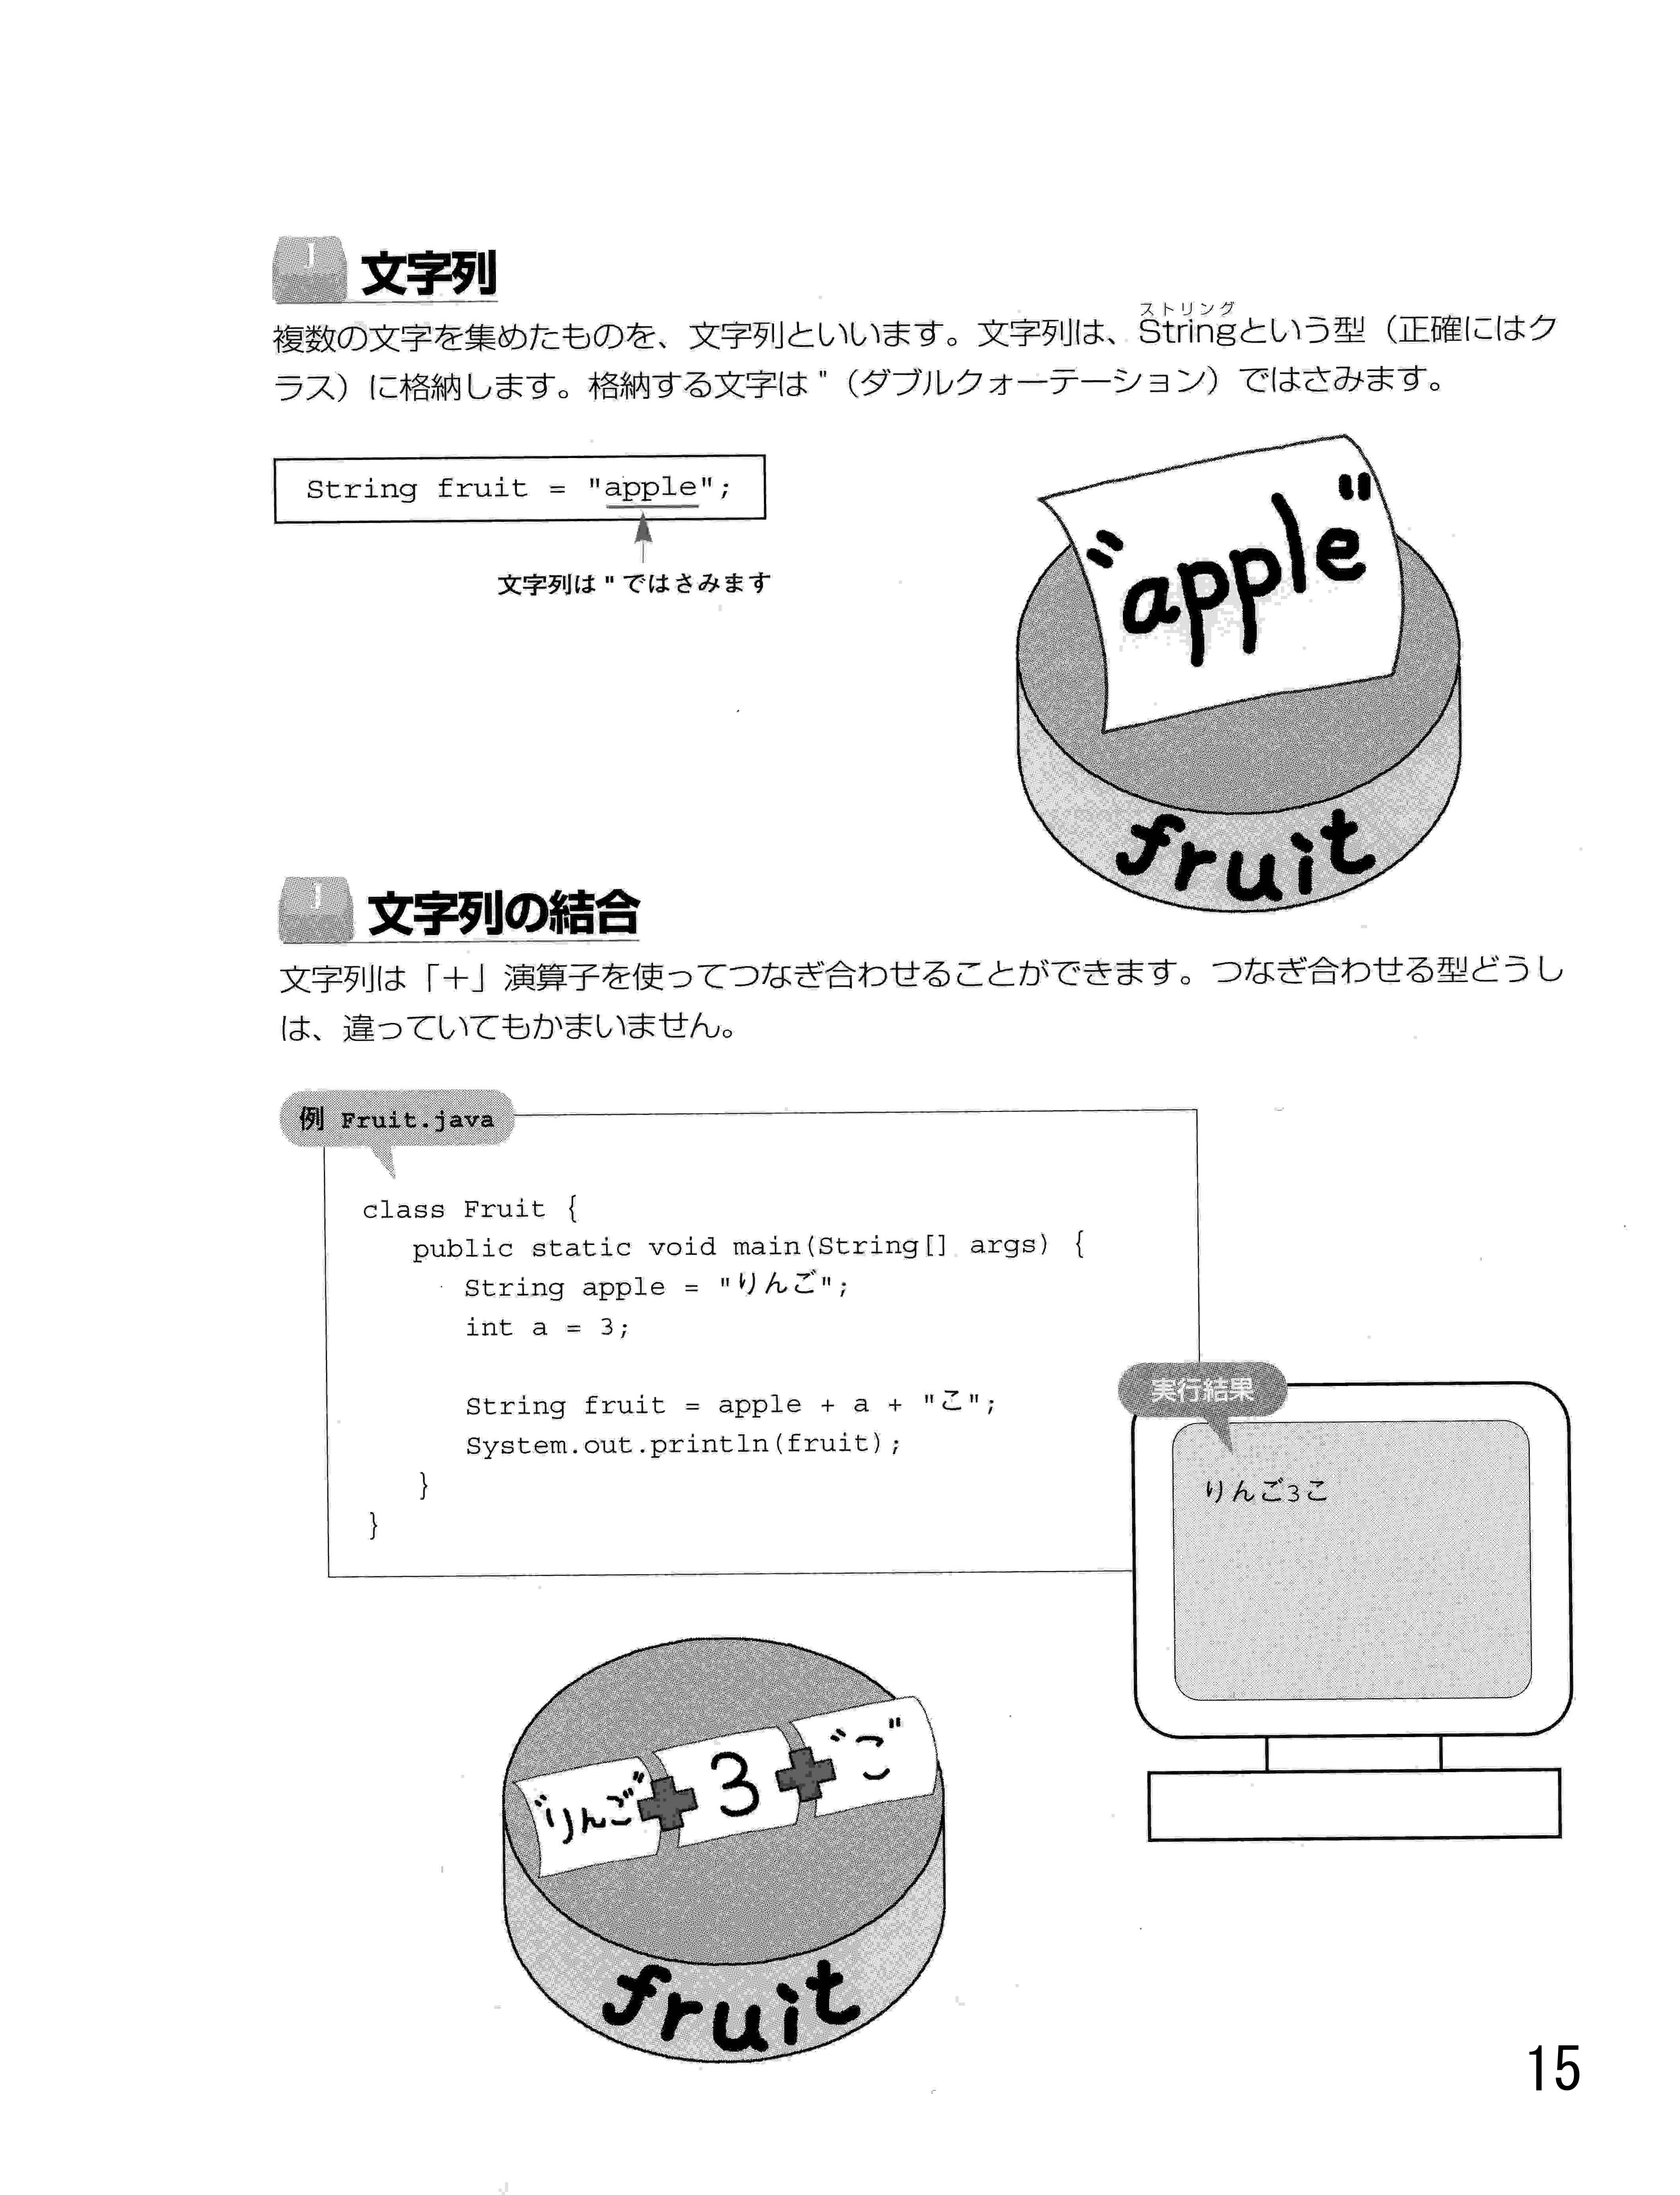 J 文字列
ストリング
複数の文字を集めたものを、文字列といいます。文字列は、Stringという型（正確にはク
ラス）に格納します。格納する文字は "（ダブルクォーテーション）ではさみます。
String fruit = "apple";
文字列は " ではさみます
"apple"
fruit
J 文字列の結合
文字列は「＋」演算子を使ってつなぎ合わせることができます。つなぎ合わせる型どうし
は、違っていてもかまいません。
例 Fruit.java
class Fruit {
public static void main(String[] args) {
String apple = "りんご";
int a = 3;
String fruit = apple + a + "こ";
System.out.println(fruit);
}
}
実行結果
りんご3こ
"りんご" + 3 + "こ"
fruit
15